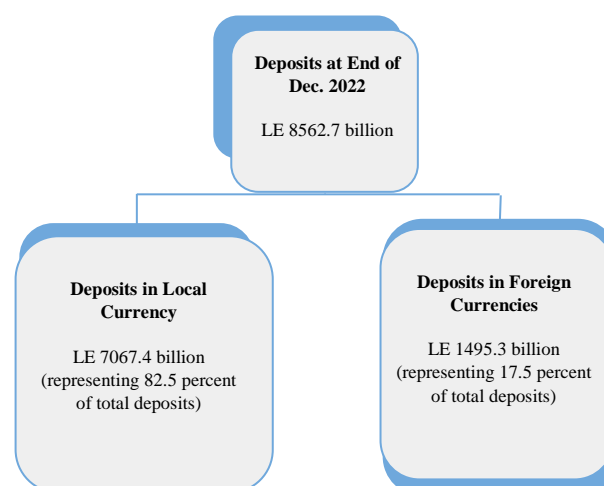 Deposits at End of
Dec. 2022
LE 8562.7 billion
Deposits in Local
Currency
LE 7067.4 billion
(representing 82.5 percent
of total deposits)
Deposits in Foreign
Currencies
LE 1495.3 billion
(representing 17.5 percent
of total deposits)